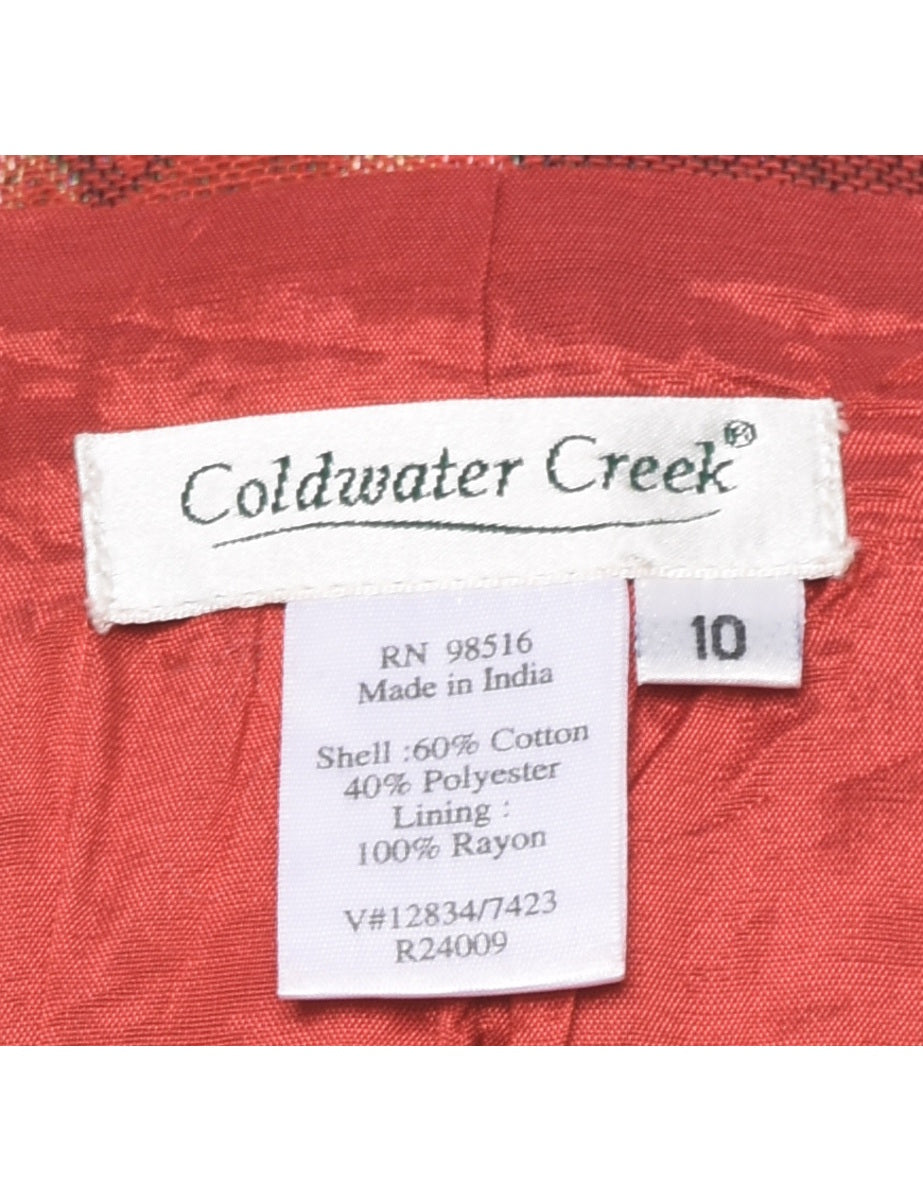 Coldwater Creek®
10
RN 98516
Made in India
Shell :60% Cotton
40% Polyester
Lining :
100% Rayon
V#12834/7423
R24009